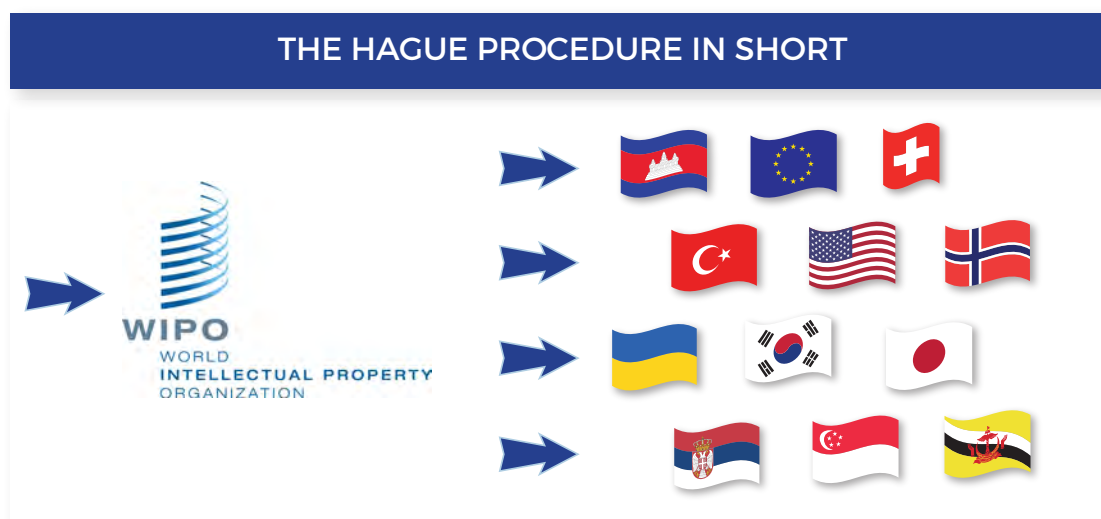 THE HAGUE PROCEDURE IN SHORT
WIPO
WORLD
INTELLECTUAL PROPERTY
ORGANIZATION